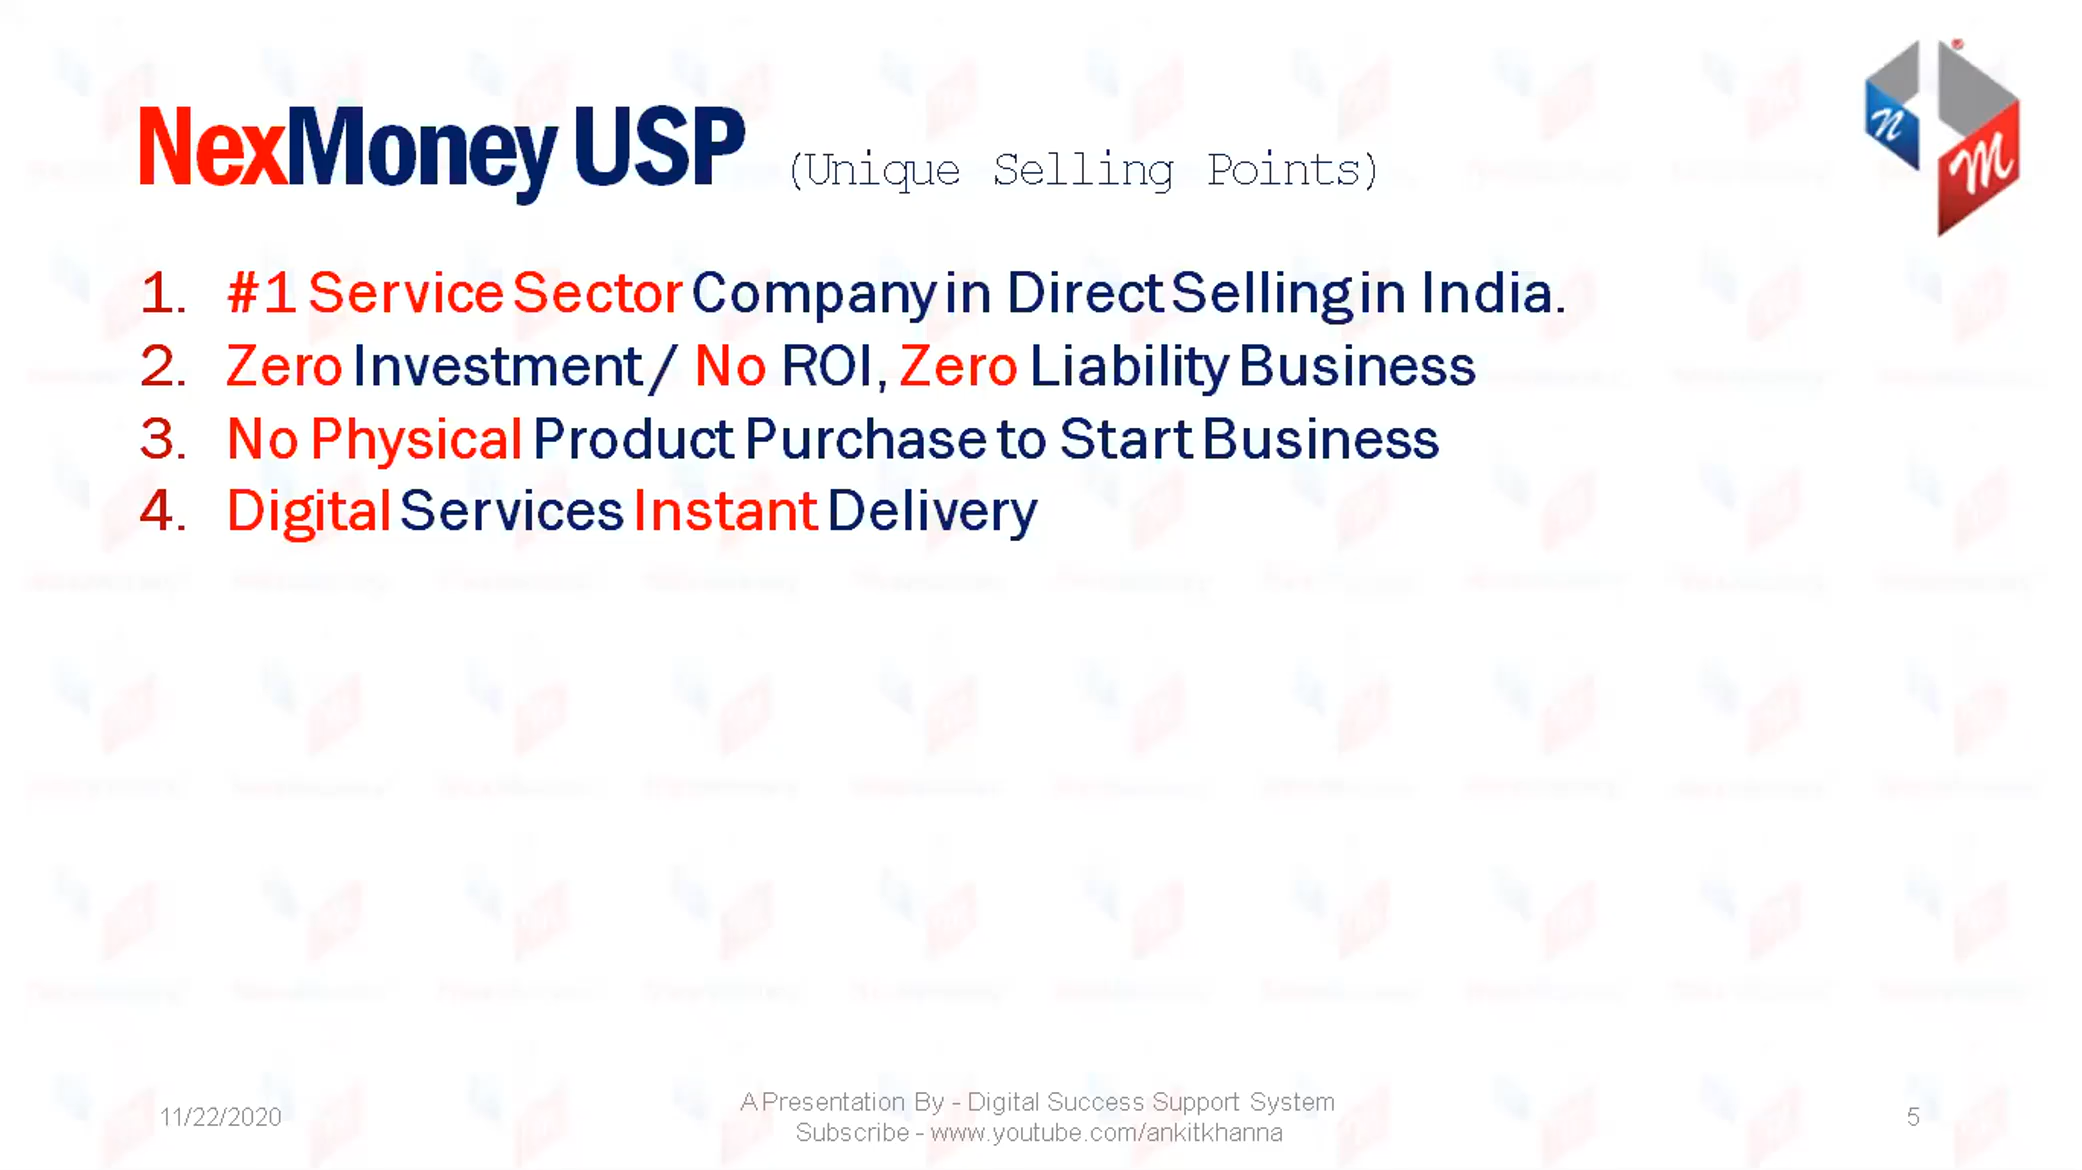 NexMoney USP (Unique Selling Points)
n
M
1. #1 Service Sector Company in Direct Selling in India.
2. Zero Investment / No ROI, Zero Liability Business
3. No Physical Product Purchase to Start Business
4. Digital Services Instant Delivery
11/22/2020
A Presentation By - Digital Success Support System
Subscribe - www.youtube.com/ankitkhanna
5